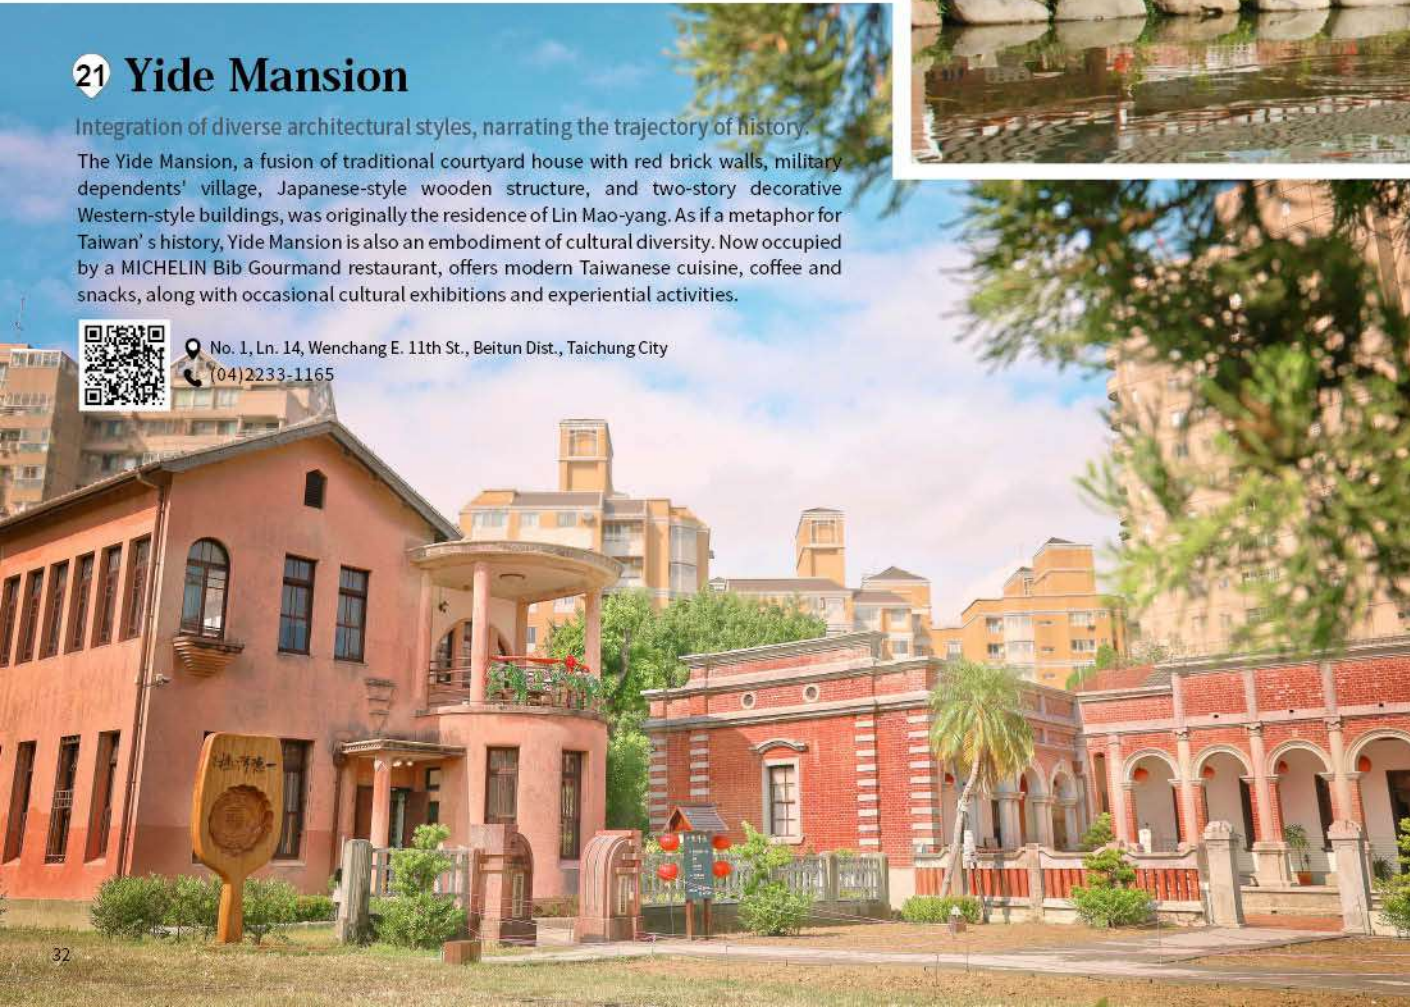 21 Yide Mansion
Integration of diverse architectural styles, narrating the trajectory of history.
The Yide Mansion, a fusion of traditional courtyard house with red brick walls, military
dependents' village, Japanese-style wooden structure, and two-story decorative
Western-style buildings, was originally the residence of Lin Mao-yang. As if a metaphor for
Taiwan' s history, Yide Mansion is also an embodiment of cultural diversity. Now occupied
by a MICHELIN Bib Gourmand restaurant, offers modern Taiwanese cuisine, coffee and
snacks, along with occasional cultural exhibitions and experiential activities.
No. 1, Ln. 14, Wenchang E. 11th St., Beitun Dist., Taichung City
(04)2233-1165
32